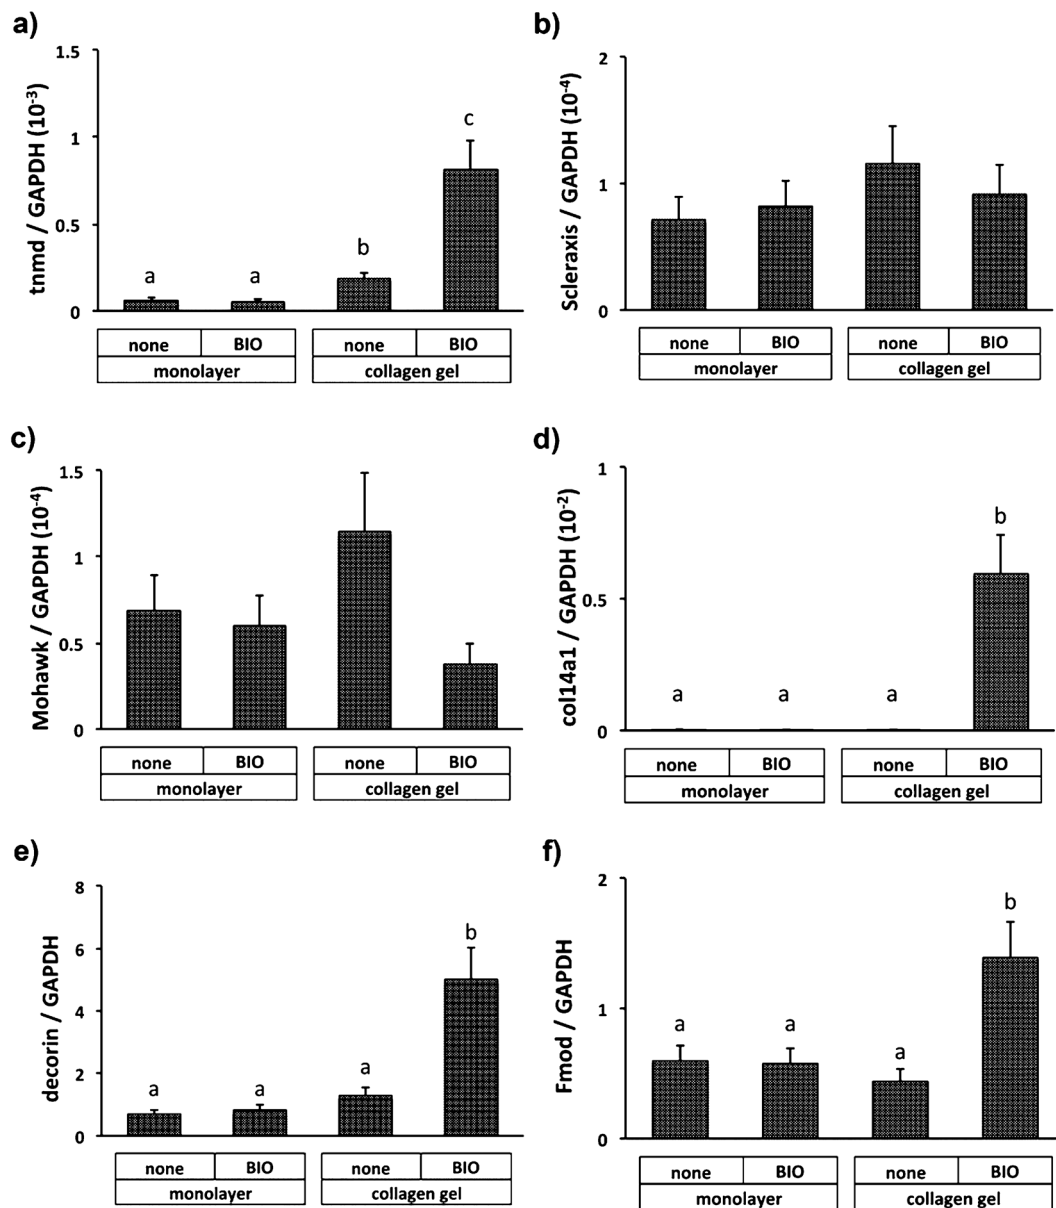 a)
tnmd / GAPDH (10-3)
1.5
1
0.5
0
a
a
b
c
none BIO none BIO
monolayer collagen gel
b)
Scleraxis / GAPDH (10-4)
2
1
0
none BIO none BIO
monolayer collagen gel
c)
Mohawk / GAPDH (10-4)
1.5
1
0.5
0
none BIO none BIO
monolayer collagen gel
d)
col14a1 / GAPDH (10-2)
1
0.5
0
a
a
a
b
none BIO none BIO
monolayer collagen gel
e)
decorin / GAPDH
8
6
4
2
0
a
a
a
b
none BIO none BIO
monolayer collagen gel
f)
Fmod / GAPDH
2
1
0
a
a
a
b
none BIO none BIO
monolayer collagen gel